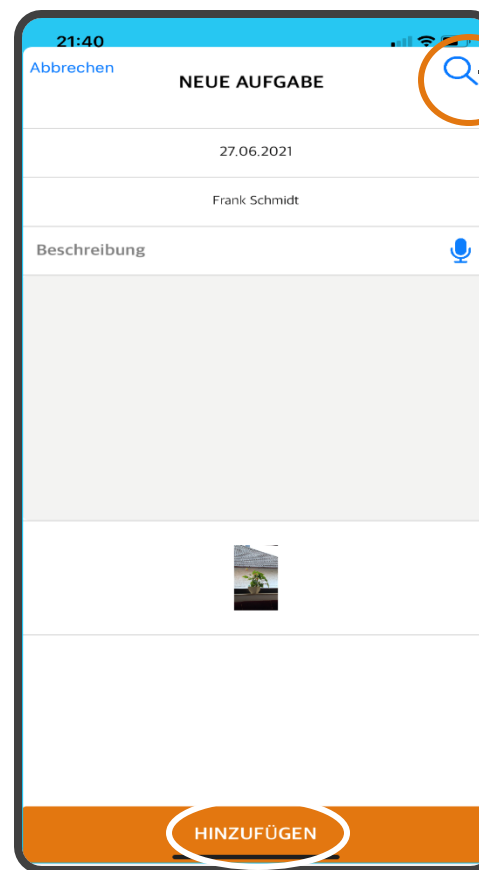 21:40
Abbrechen
NEUE AUFGABE
27.06.2021
Frank Schmidt
Beschreibung
HINZUFÜGEN